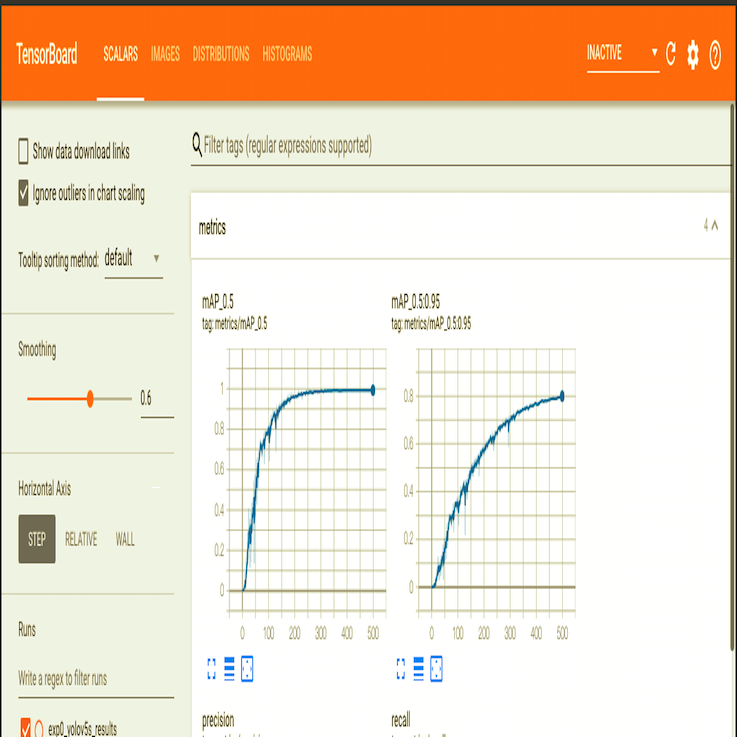 TensorBoard SCALARS IMAGES DISTRIBUTIONS HISTOGRAMS INACTIVE
Show data download links
Ignore outliers in chart scaling
Tooltip sorting method: default
Smoothing
0.6
Horizontal Axis
STEP RELATIVE WALL
Runs
Write a regex to filter runs
exp0_yolov5s_results
Filter tags (regular expressions supported)
metrics 4
mAP_0.5
tag: metrics/mAP_0.5
1
0.8
0.6
0.4
0.2
0
0 100 200 300 400 500
mAP_0.5:0.95
tag: metrics/mAP_0.5:0.95
0.8
0.6
0.4
0.2
0
0 100 200 300 400 500
precision
recall